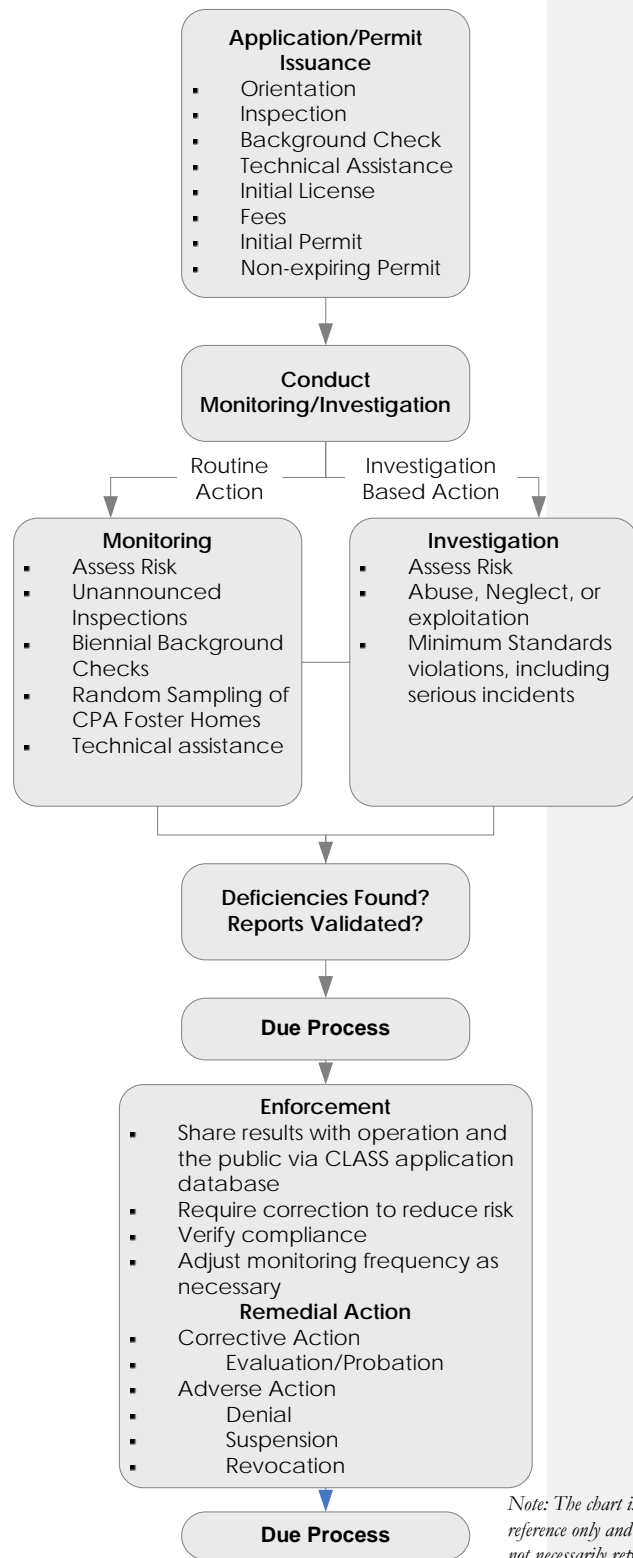 Application/Permit
Issuance
▪ Orientation
▪ Inspection
▪ Background Check
▪ Technical Assistance
▪ Initial License
▪ Fees
▪ Initial Permit
▪ Non-expiring Permit
Conduct
Monitoring/Investigation
Routine
Action
Investigation
Based Action
Monitoring
▪ Assess Risk
▪ Unannounced
Inspections
▪ Biennial Background
Checks
▪ Random Sampling of
CPA Foster Homes
▪ Technical assistance
Investigation
▪ Assess Risk
▪ Abuse, Neglect, or
exploitation
▪ Minimum Standards
violations, including
serious incidents
Deficiencies Found?
Reports Validated?
Due Process
Enforcement
▪ Share results with operation and
the public via CLASS application
database
▪ Require correction to reduce risk
▪ Verify compliance
▪ Adjust monitoring frequency as
necessary
Remedial Action
▪ Corrective Action
▪ Evaluation/Probation
▪ Adverse Action
▪ Denial
▪ Suspension
▪ Revocation
Due Process
Note: The chart is
reference only and
not necessarily